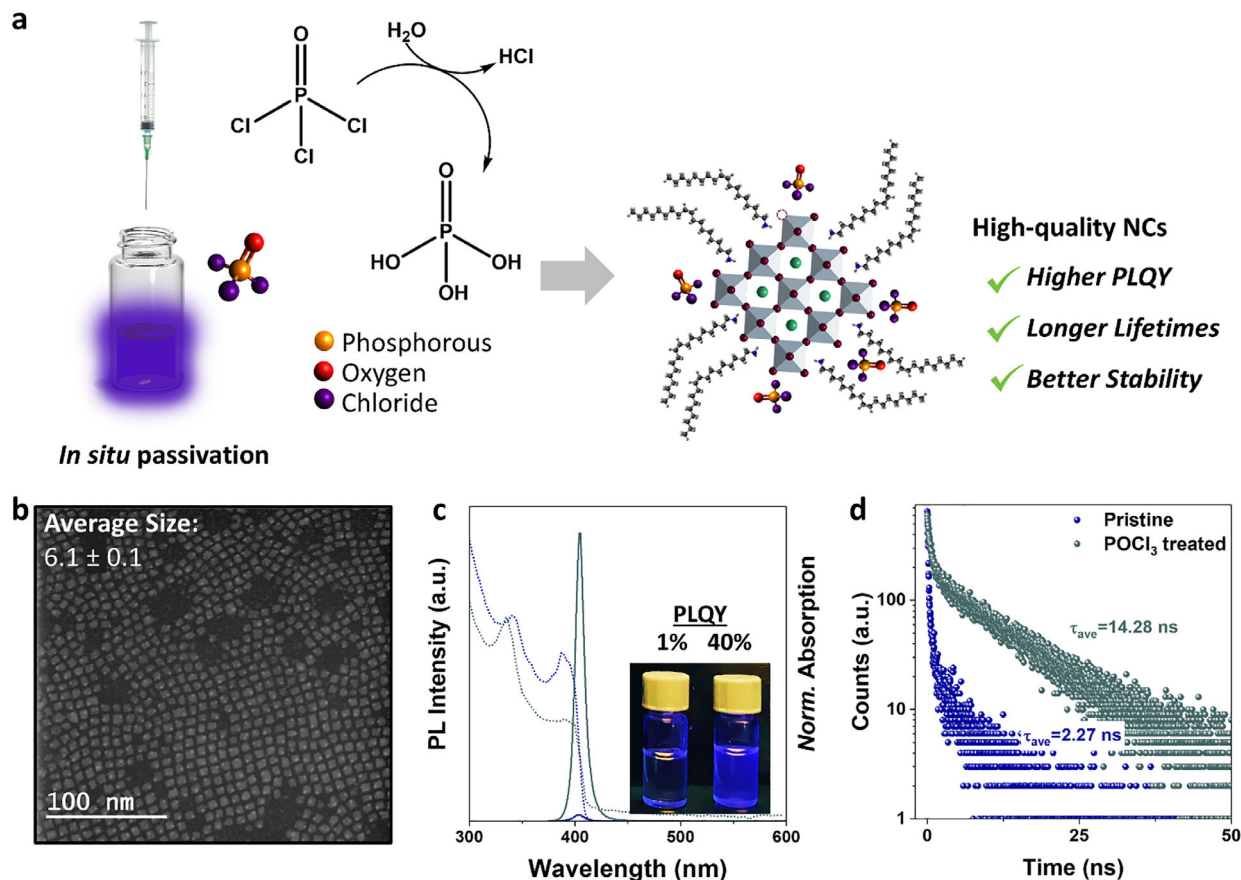 a
O
P
Cl
Cl
Cl
H₂O
HCl
O
P
HO
OH
OH
Phosphorous
Oxygen
Chloride
In situ passivation
High-quality NCs
Higher PLQY
Longer Lifetimes
Better Stability
b
Average Size:
6.1 ± 0.1
100 nm
c
PL Intensity (a.u.)
Norm. Absorption
PLQY
1% 40%
300 400 500 600
Wavelength (nm)
d
Counts (a.u.)
100
10
1
Pristine
POCl₃ treated
τave=14.28 ns
τave=2.27 ns
0 25 50
Time (ns)